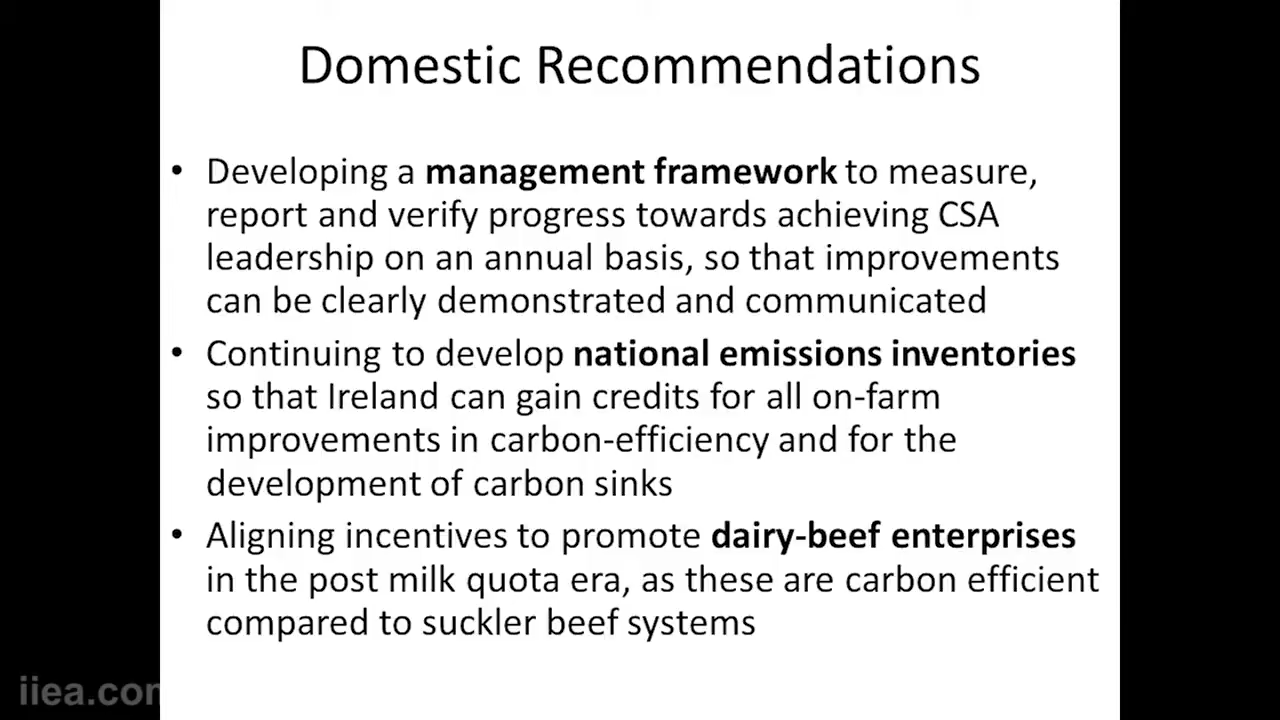 Domestic Recommendations
• Developing a management framework to measure,
report and verify progress towards achieving CSA
leadership on an annual basis, so that improvements
can be clearly demonstrated and communicated
• Continuing to develop national emissions inventories
so that Ireland can gain credits for all on-farm
improvements in carbon-efficiency and for the
development of carbon sinks
• Aligning incentives to promote dairy-beef enterprises
in the post milk quota era, as these are carbon efficient
compared to suckler beef systems
iiea.com